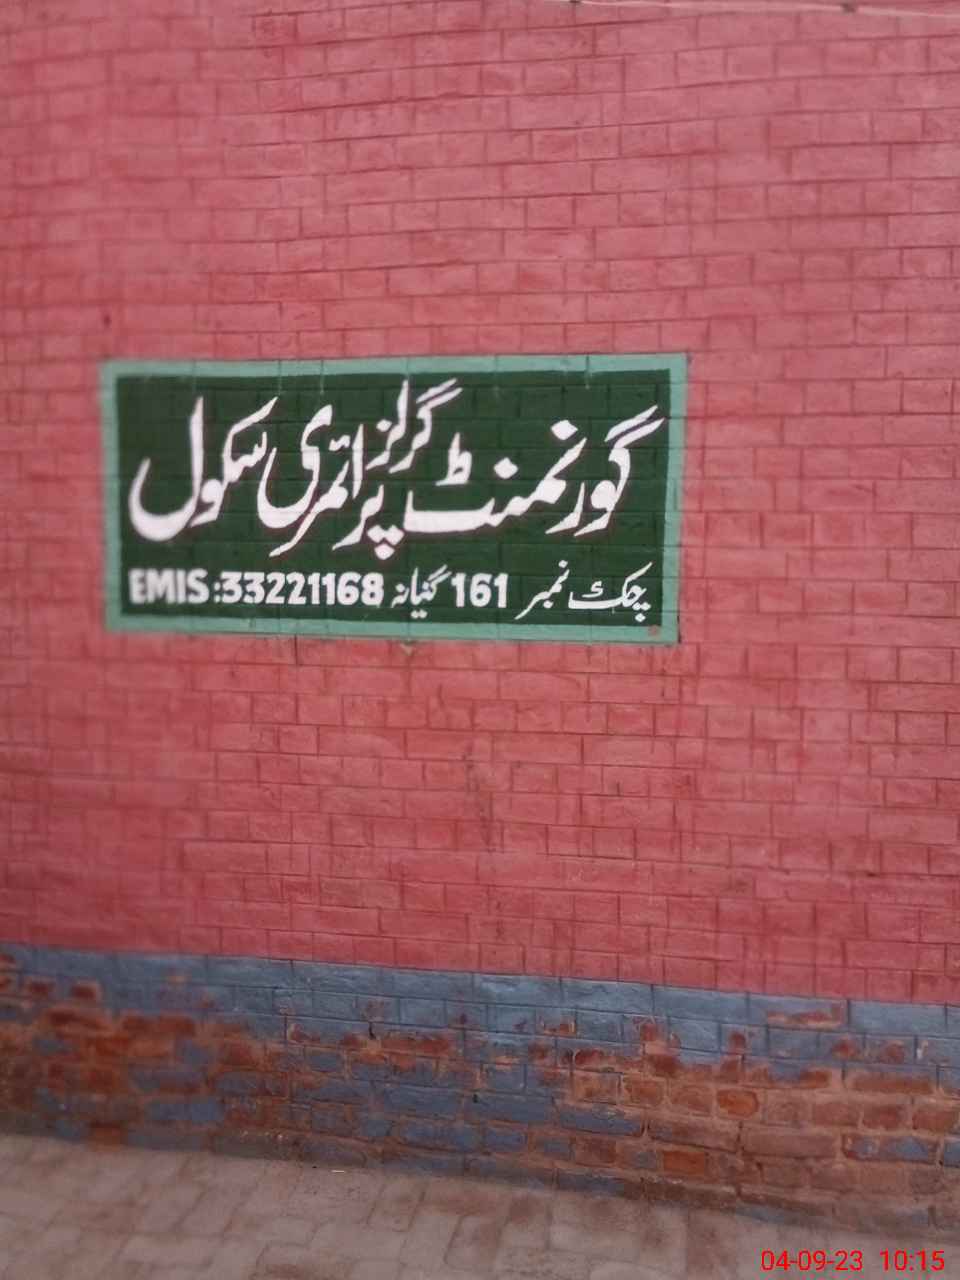 گورنمنٹ گرلز پرائمری سکول
چک نمبر 161 گنیانہ EMIS:33221168
04-09-23 10:15